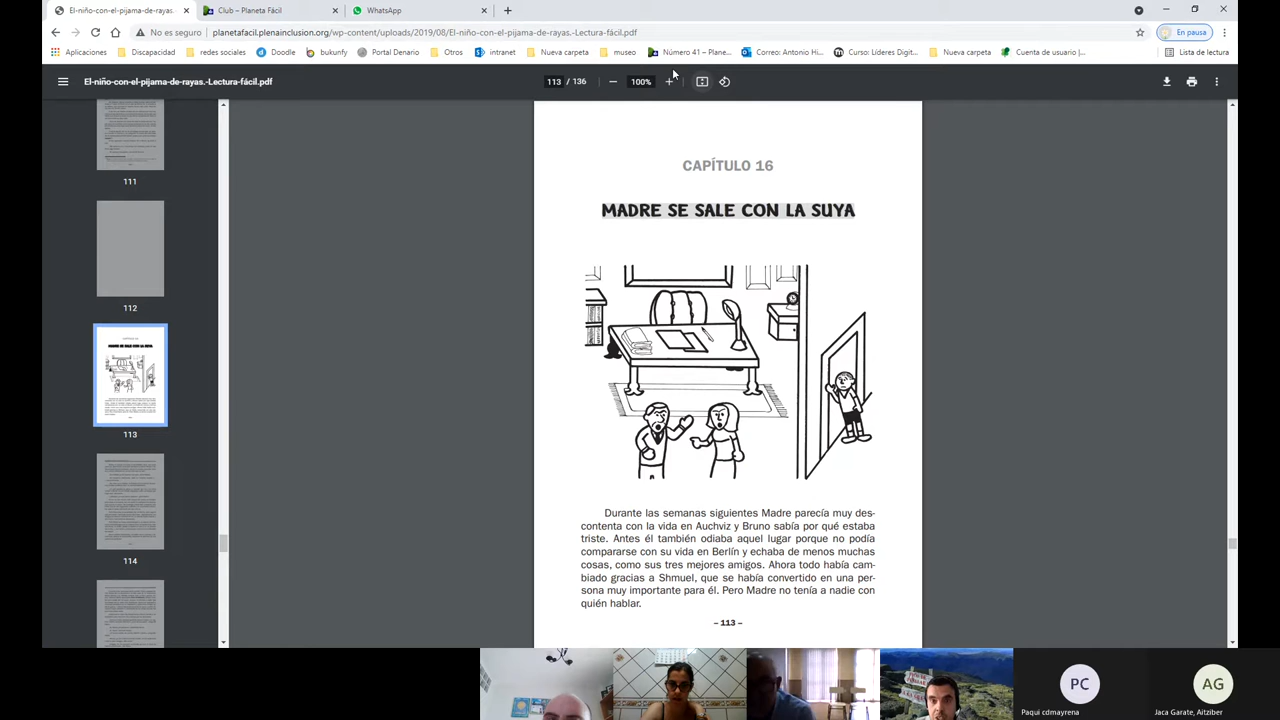 El-niño-con-el-pijama-de-rayas.-L
Club – Planeta Fácil
WhatsApp
No es seguro
planetafacil.plenainclusion.org/wp-content/uploads/2019/08/El-niño-con-el-pijama-de-rayas.-Lectura-fácil.pdf
En pausa
Aplicaciones
Discapacidad
redes sociales
Doodle
bukunfy
Portal Denario
Otros
intranet
Nueva carpeta
museo
Número 41 – Plane...
Correo: Antonio Hi...
Curso: Líderes Digit...
Nueva carpeta
Cuenta de usuario|...
Lista de lectura
El-niño-con-el-pijama-de-rayas.-Lectura-fácil.pdf
113 / 136
100%
111
112
113
114
CAPÍTULO 16
MADRE SE SALE CON LA SUYA
Durante las semanas siguientes Madre parecía muy des-
contenta con la vida en Auchviz y Bruno sabía por qué estaba
triste. Antes él también odiaba aquel lugar porque no podía
compararse con su vida en Berlín y echaba de menos muchas
cosas, como sus tres mejores amigos. Ahora todo había cam-
biado gracias a Shmuel, que se había convertido en una per-
sona muy importante para él. Pero Madre no tenía a nadie con
quién hablar.
– 113 –
PC
Paqui cdmayrena
AG
Jaca Garate, Aitziber